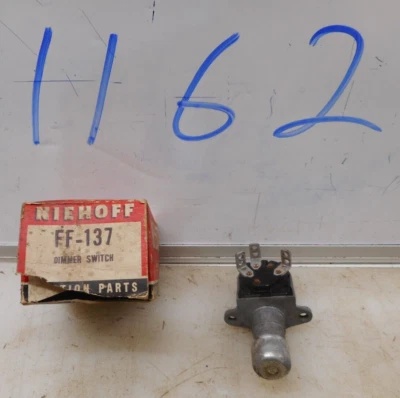 1162
NIEHOFF
FF-137
DIMMER SWITCH
TION PARTS